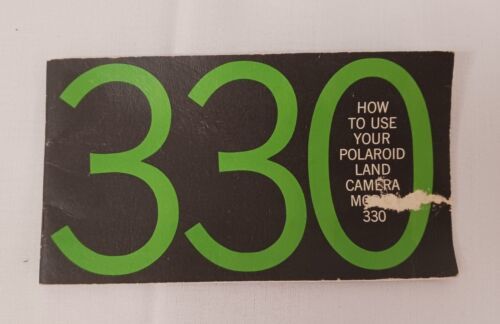 330
HOW
TO USE
YOUR
POLAROID
LAND
CAMERA
330